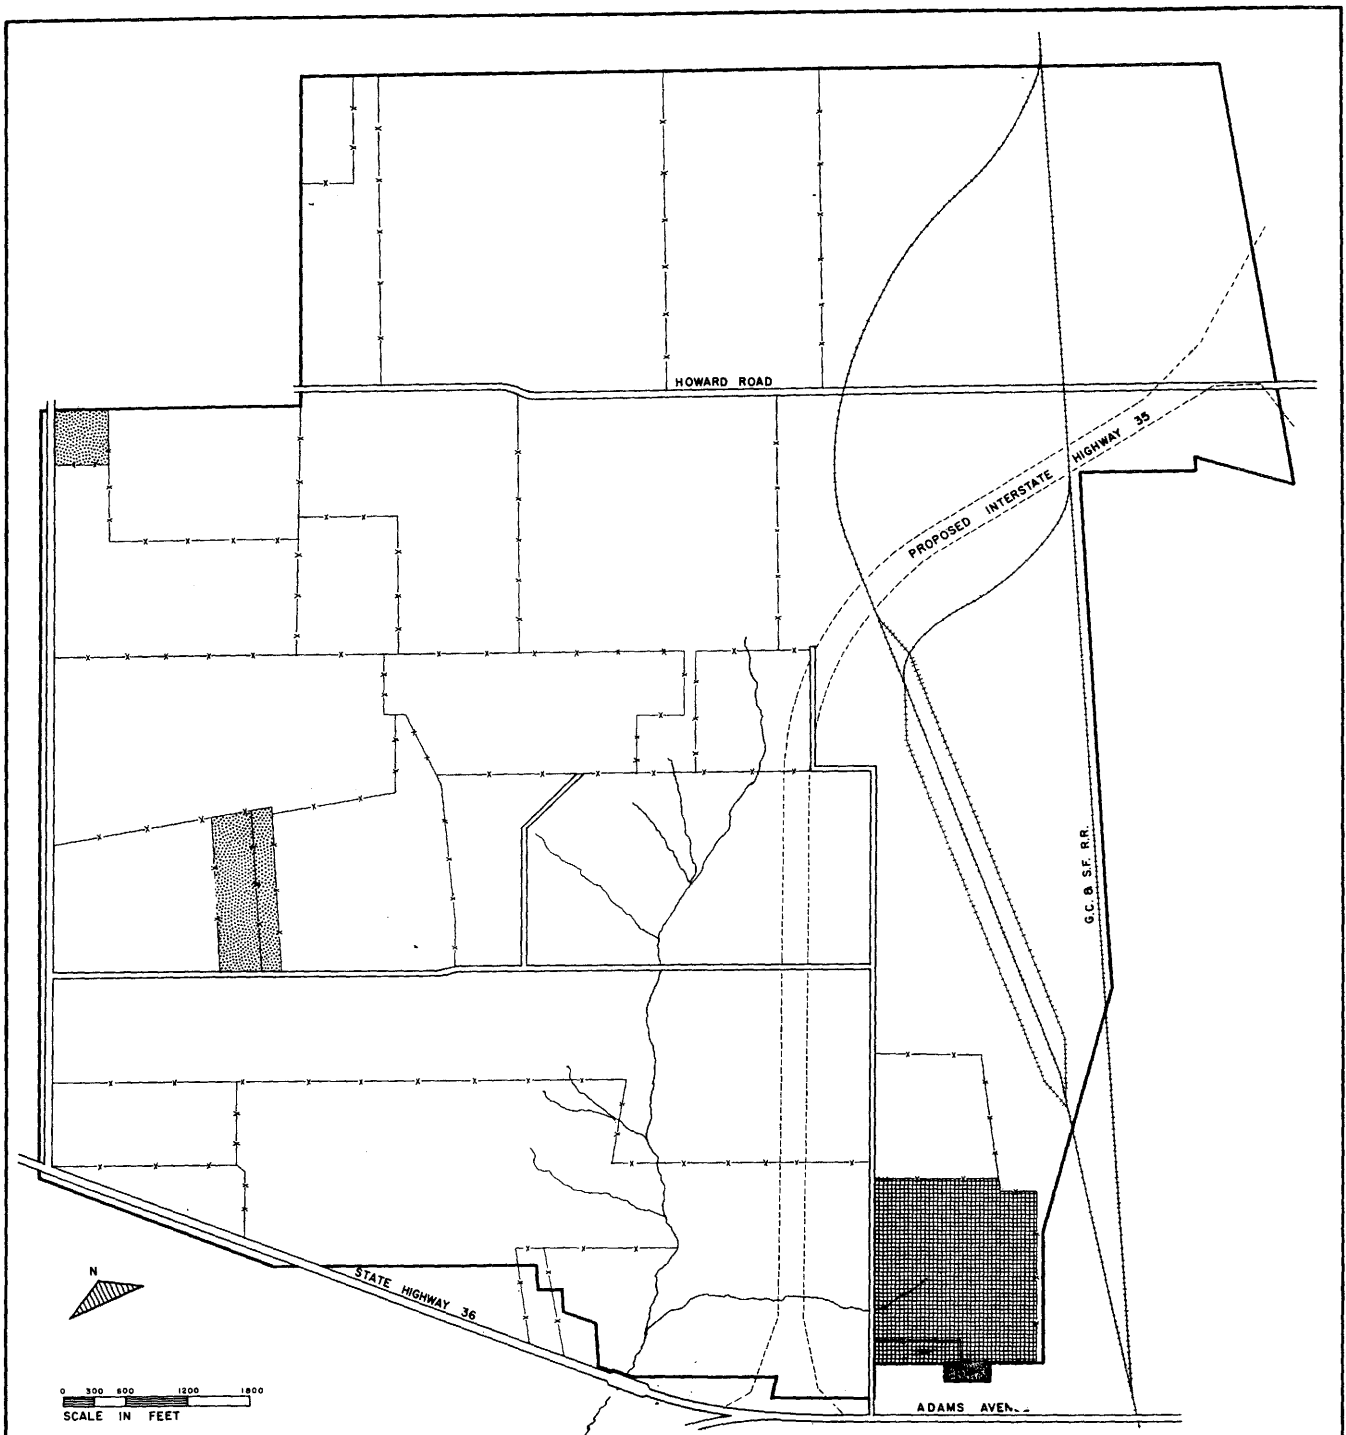 HOWARD ROAD
PROPOSED INTERSTATE HIGHWAY 35
G.C. & S.F. R.R.
N
STATE HIGHWAY 36
0 300 600 1200 1800
SCALE IN FEET
ADAMS